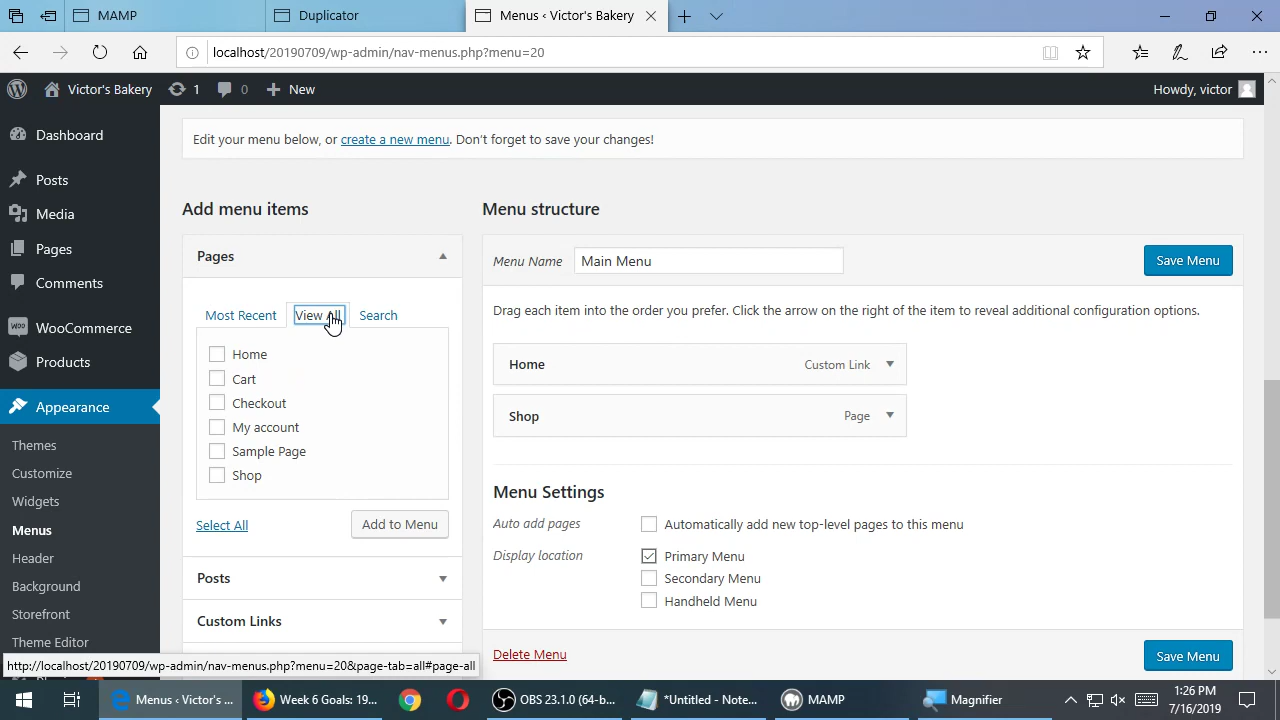 MAMP
Duplicator
Menus ‹ Victor's Bakery
localhost/20190709/wp-admin/nav-menus.php?menu=20
Victor's Bakery
1
0
New
Howdy, victor
Dashboard
Posts
Media
Pages
Comments
WooCommerce
Products
Appearance
Themes
Customize
Widgets
Menus
Header
Background
Storefront
Theme Editor
Edit your menu below, or create a new menu. Don't forget to save your changes!
Add menu items
Pages
Most Recent
View All
Search
Home
Cart
Checkout
My account
Sample Page
Shop
Select All
Add to Menu
Posts
Custom Links
Menu structure
Menu Name
Main Menu
Save Menu
Drag each item into the order you prefer. Click the arrow on the right of the item to reveal additional configuration options.
Home
Custom Link
Shop
Page
Menu Settings
Auto add pages
Automatically add new top-level pages to this menu
Display location
Primary Menu
Secondary Menu
Handheld Menu
Delete Menu
Save Menu
http://localhost/20190709/wp-admin/nav-menus.php?menu=20&page-tab=all#page-all
Menus ‹ Victor's ...
Week 6 Goals: 19...
OBS 23.1.0 (64-b...
*Untitled - Note...
MAMP
Magnifier
1:26 PM
7/16/2019